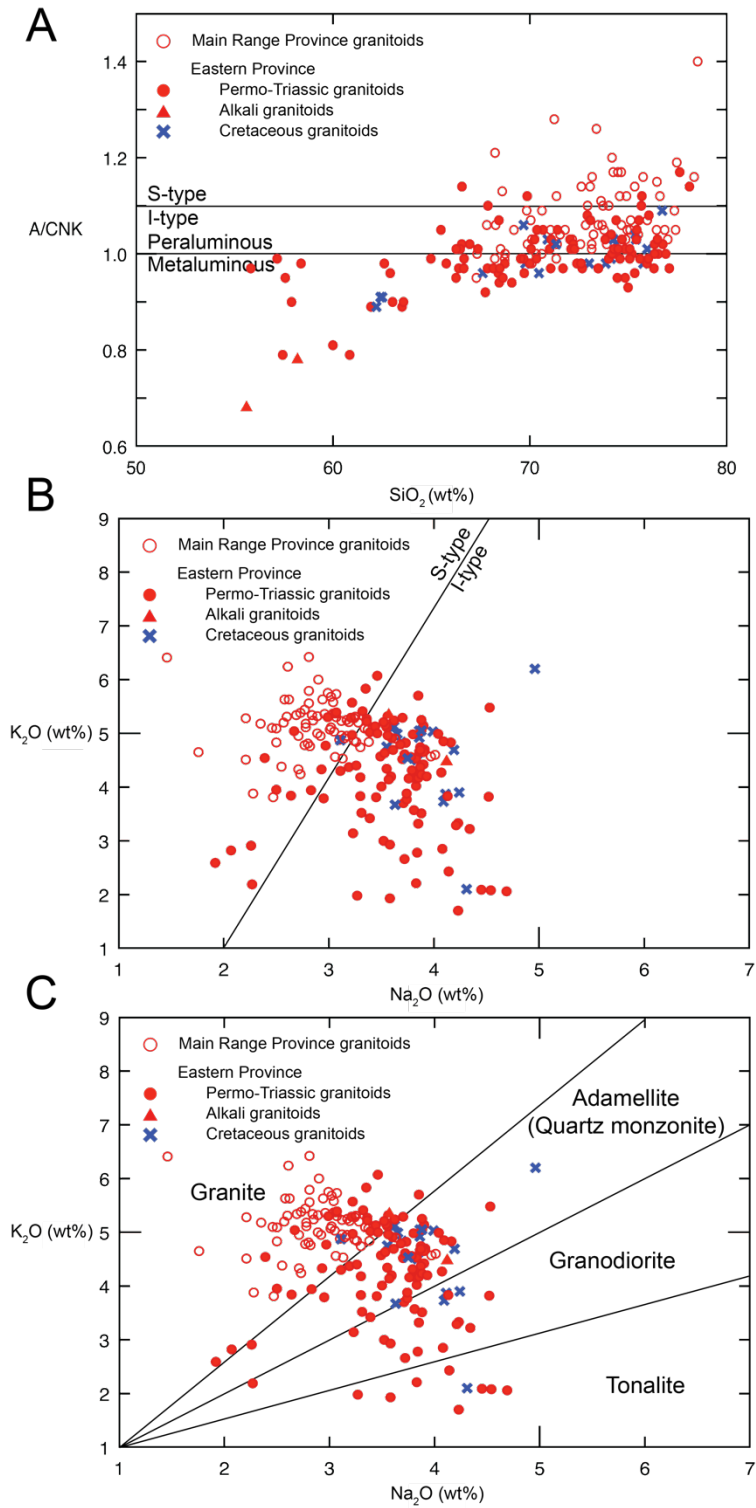 A
1.4
1.2
1.0
0.8
0.6
A/CNK
Main Range Province granitoids
Eastern Province
Permo-Triassic granitoids
Alkali granitoids
Cretaceous granitoids
S-type
I-type
Peraluminous
Metaluminous
50 60 70 80
SiO₂ (wt%)
B
9
8
7
6
5
4
3
2
1
K₂O (wt%)
Main Range Province granitoids
Eastern Province
Permo-Triassic granitoids
Alkali granitoids
Cretaceous granitoids
S-type
I-type
1 2 3 4 5 6 7
Na₂O (wt%)
C
9
8
7
6
5
4
3
2
1
K₂O (wt%)
Main Range Province granitoids
Eastern Province
Permo-Triassic granitoids
Alkali granitoids
Cretaceous granitoids
Adamellite
(Quartz monzonite)
Granite
Granodiorite
Tonalite
1 2 3 4 5 6 7
Na₂O (wt%)